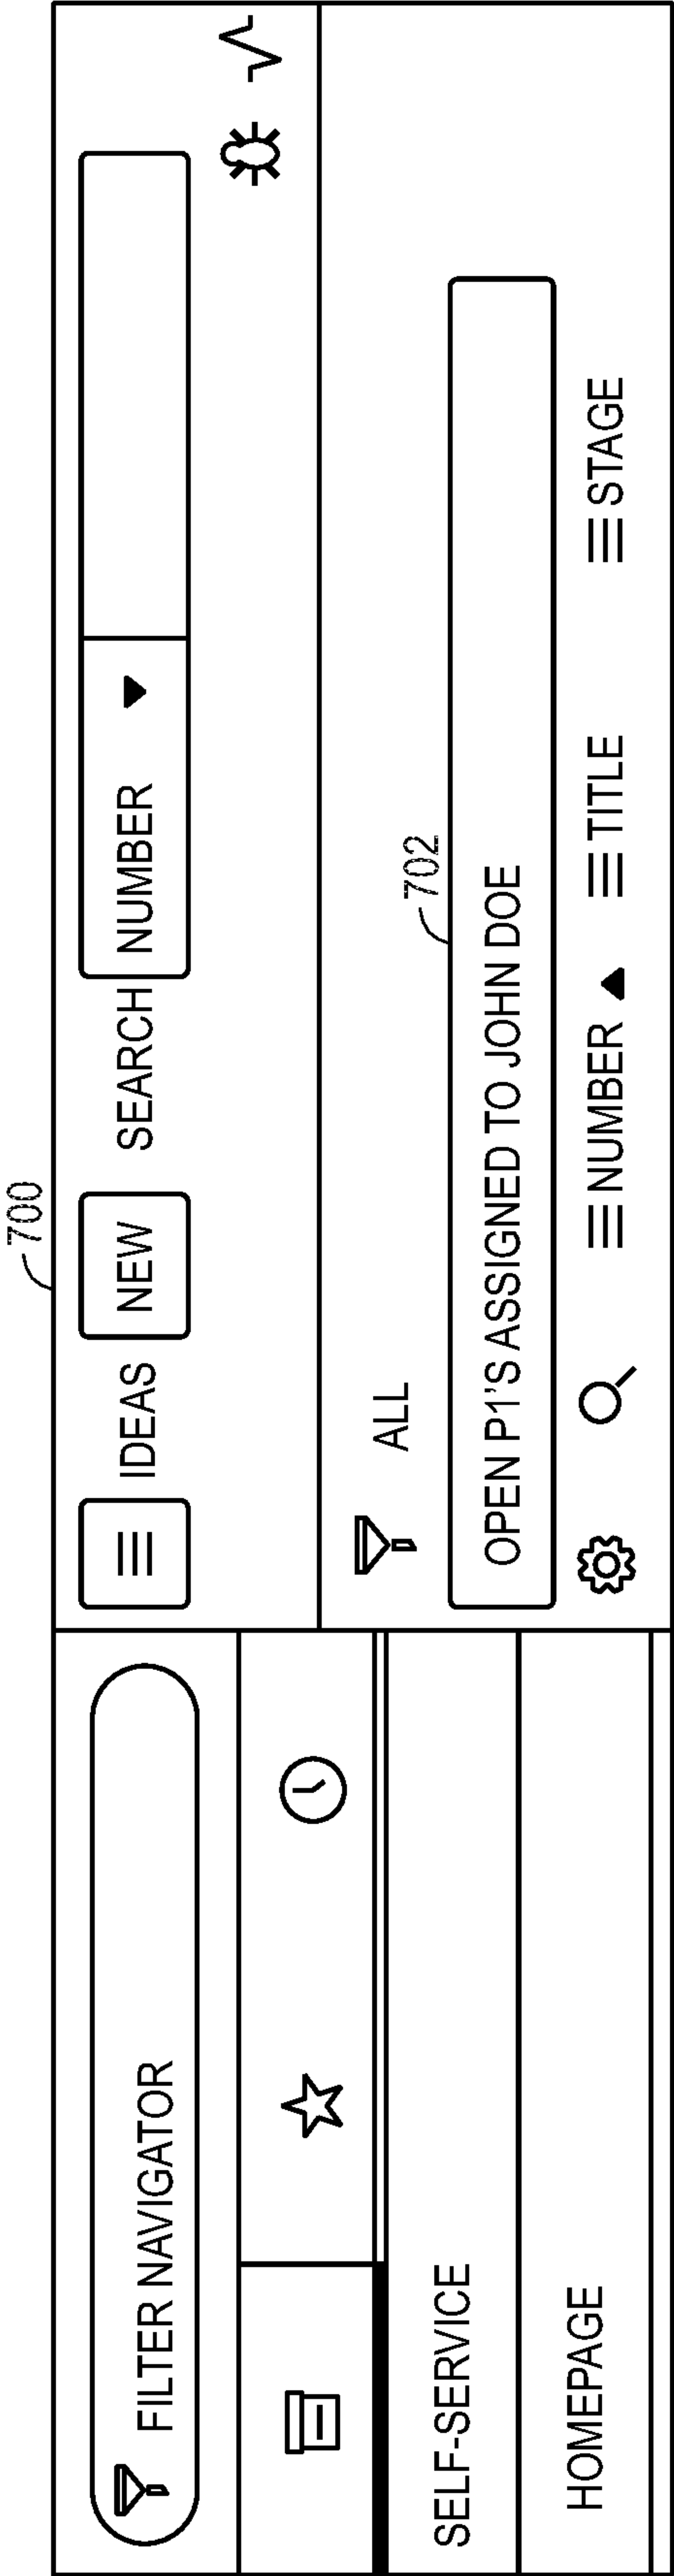 700
FILTER NAVIGATOR
IDEAS NEW SEARCH NUMBER
ALL
702
SELF-SERVICE
OPEN P1'S ASSIGNED TO JOHN DOE
HOMEPAGE
NUMBER TITLE STAGE